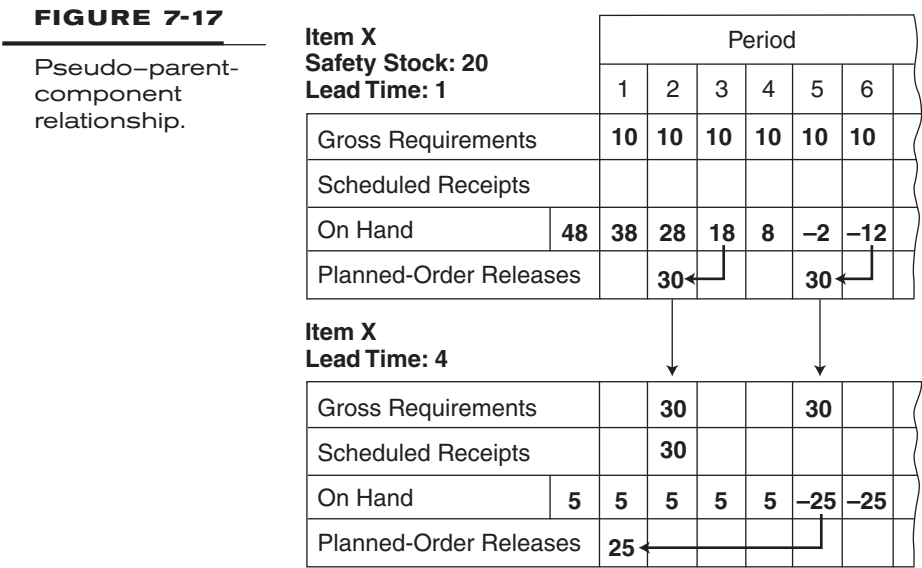 FIGURE 7-17
Pseudo–parent-
component
relationship.
Item X
Safety Stock: 20
Lead Time: 1
Period
1 2 3 4 5 6
Gross Requirements 10 10 10 10 10 10
Scheduled Receipts
On Hand 48 38 28 18 8 –2 –12
Planned-Order Releases 30 30
Item X
Lead Time: 4
Gross Requirements 30 30
Scheduled Receipts 30
On Hand 5 5 5 5 5 –25 –25
Planned-Order Releases 25